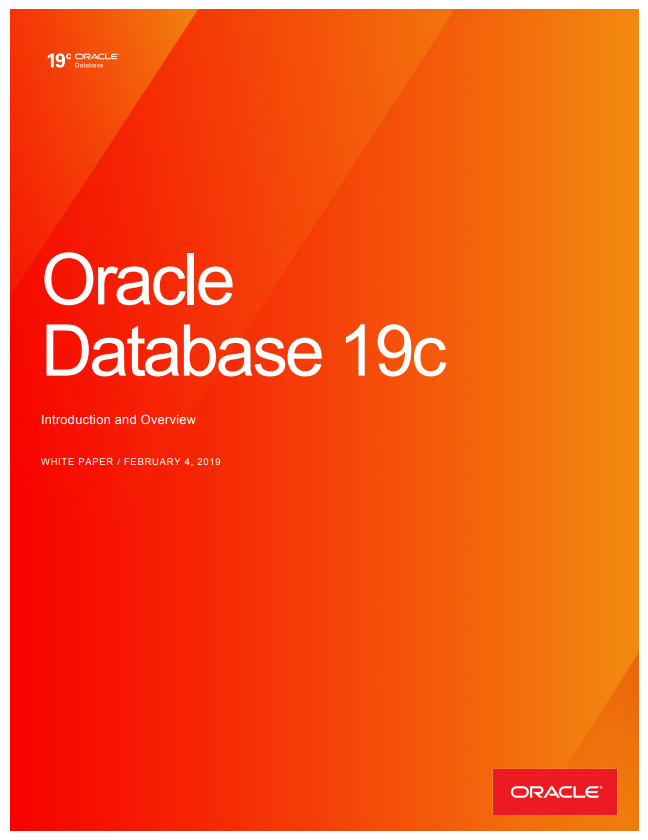 19c ORACLE®
Database
Oracle
Database 19c
Introduction and Overview
WHITE PAPER / FEBRUARY 4, 2019
ORACLE®